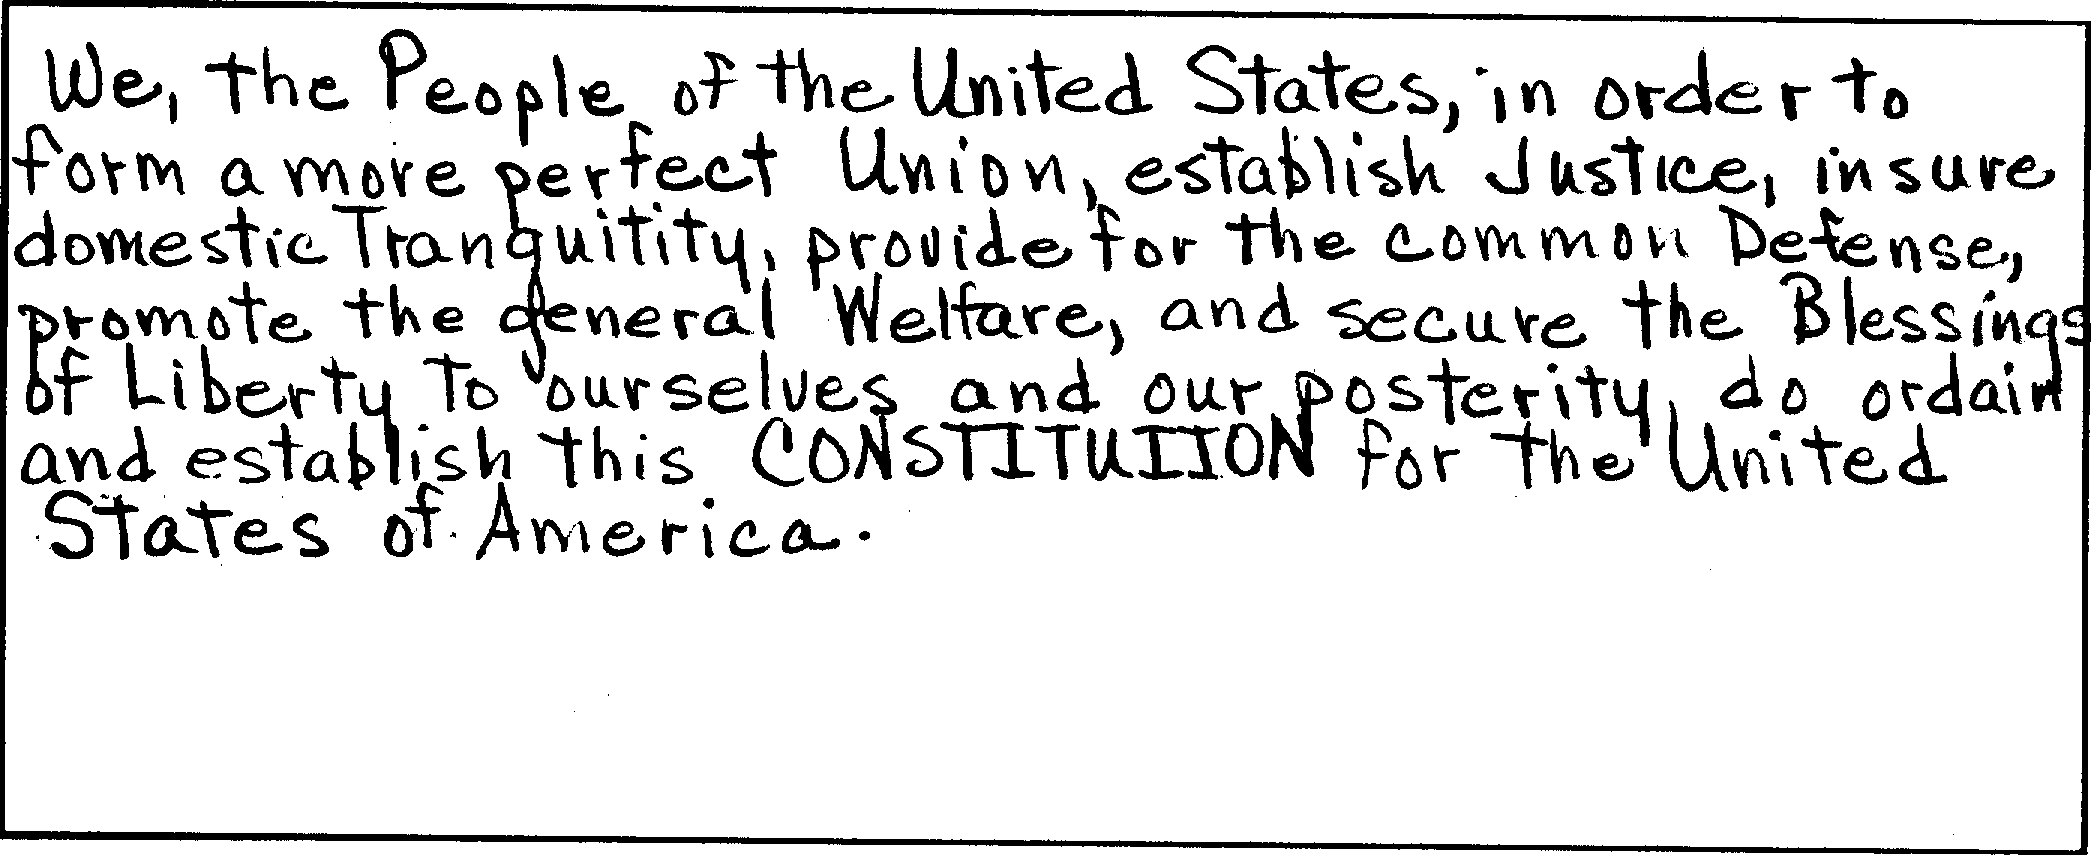 We, the People of the United States, in order to
form a more perfect Union, establish Justice, insure
domestic Tranquitity, provide for the common Defense,
promote the general Welfare, and secure the Blessings
of Liberty to ourselves and our posterity, do ordain
and establish this CONSTITUIION for the United
States of America.